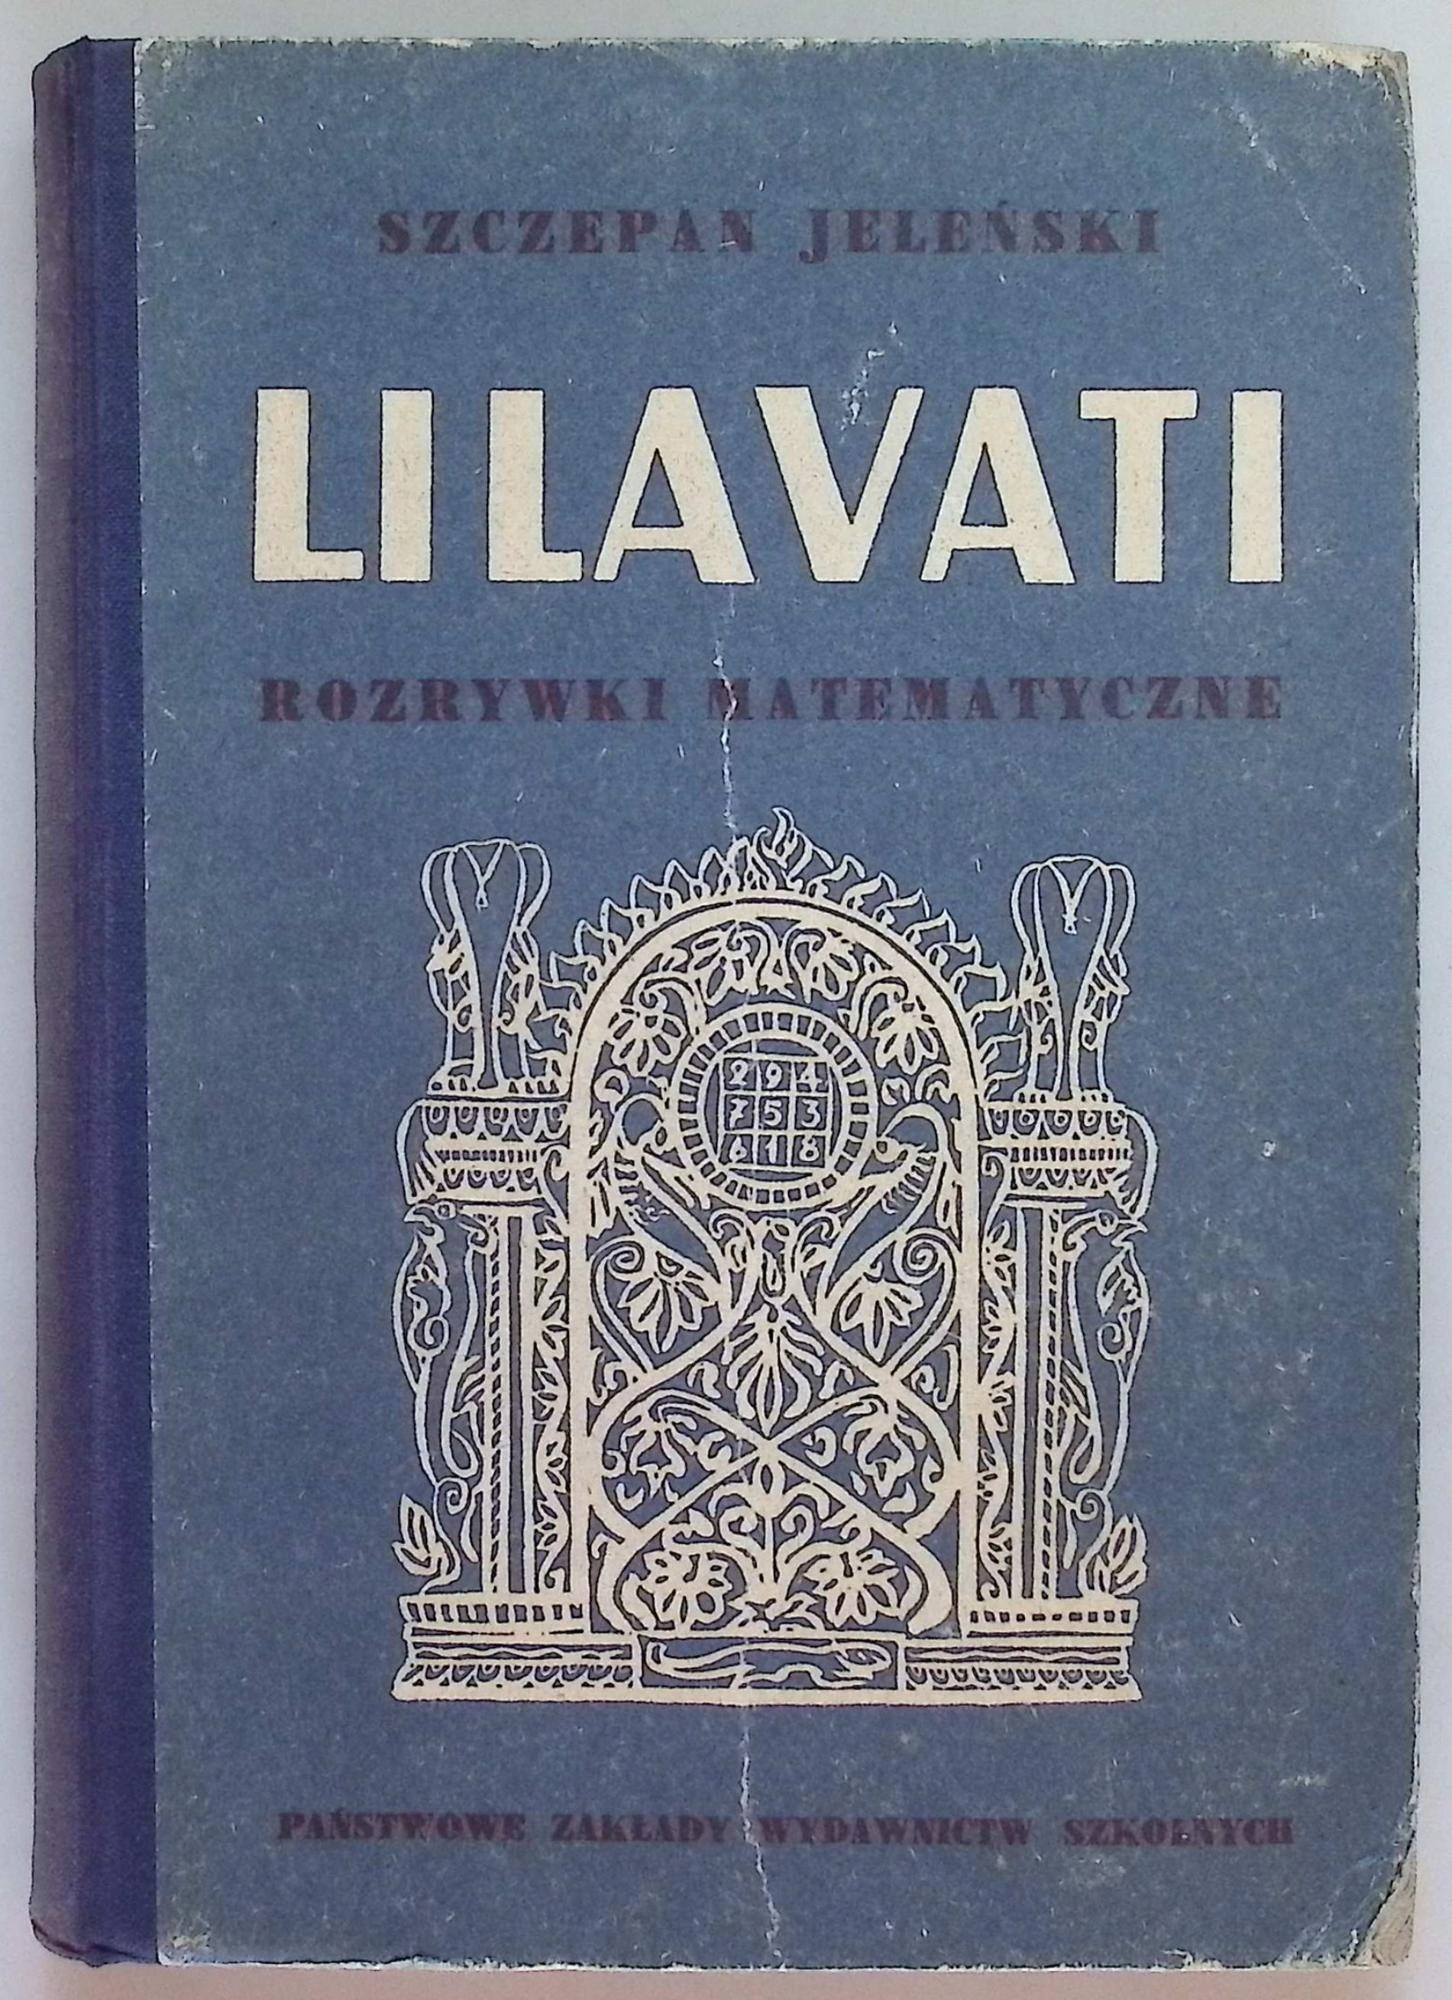 SZCZEPAN JELEŃSKI
LILAVATI
ROZRYWKI MATEMATYCZNE
2 9 4
7 5 3
6 1 8
PAŃSTWOWE ZAKŁADY WYDAWNICTW SZKOLNYCH